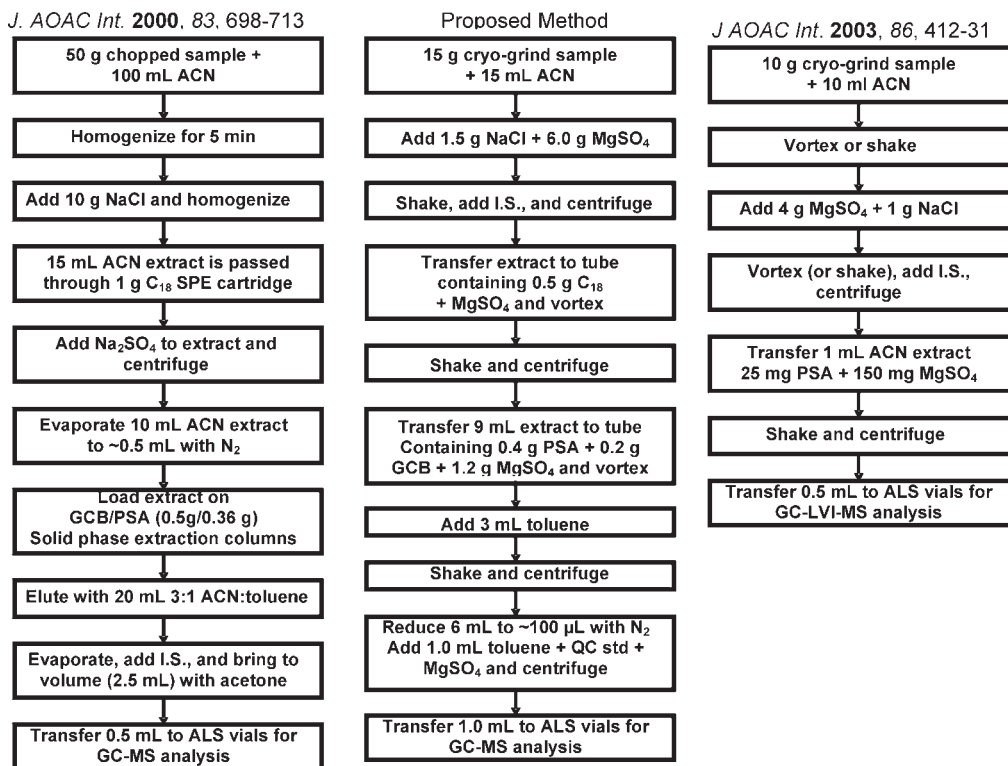 J. AOAC Int. 2000, 83, 698-713
50 g chopped sample +
100 mL ACN
Homogenize for 5 min
Add 10 g NaCl and homogenize
15 mL ACN extract is passed
through 1 g C18 SPE cartridge
Add Na2SO4 to extract and
centrifuge
Evaporate 10 mL ACN extract
to ~0.5 mL with N2
Load extract on
GCB/PSA (0.5g/0.36 g)
Solid phase extraction columns
Elute with 20 mL 3:1 ACN:toluene
Evaporate, add I.S., and bring to
volume (2.5 mL) with acetone
Transfer 0.5 mL to ALS vials for
GC-MS analysis
Proposed Method
15 g cryo-grind sample
+ 15 mL ACN
Add 1.5 g NaCl + 6.0 g MgSO4
Shake, add I.S., and centrifuge
Transfer extract to tube
containing 0.5 g C18
+ MgSO4 and vortex
Shake and centrifuge
Transfer 9 mL extract to tube
Containing 0.4 g PSA + 0.2 g
GCB + 1.2 g MgSO4 and vortex
Add 3 mL toluene
Shake and centrifuge
Reduce 6 mL to ~100 µL with N2
Add 1.0 mL toluene + QC std +
MgSO4 and centrifuge
Transfer 1.0 mL to ALS vials for
GC-MS analysis
J AOAC Int. 2003, 86, 412-31
10 g cryo-grind sample
+ 10 ml ACN
Vortex or shake
Add 4 g MgSO4 + 1 g NaCl
Vortex (or shake), add I.S.,
centrifuge
Transfer 1 mL ACN extract
25 mg PSA + 150 mg MgSO4
Shake and centrifuge
Transfer 0.5 mL to ALS vials for
GC-LVI-MS analysis